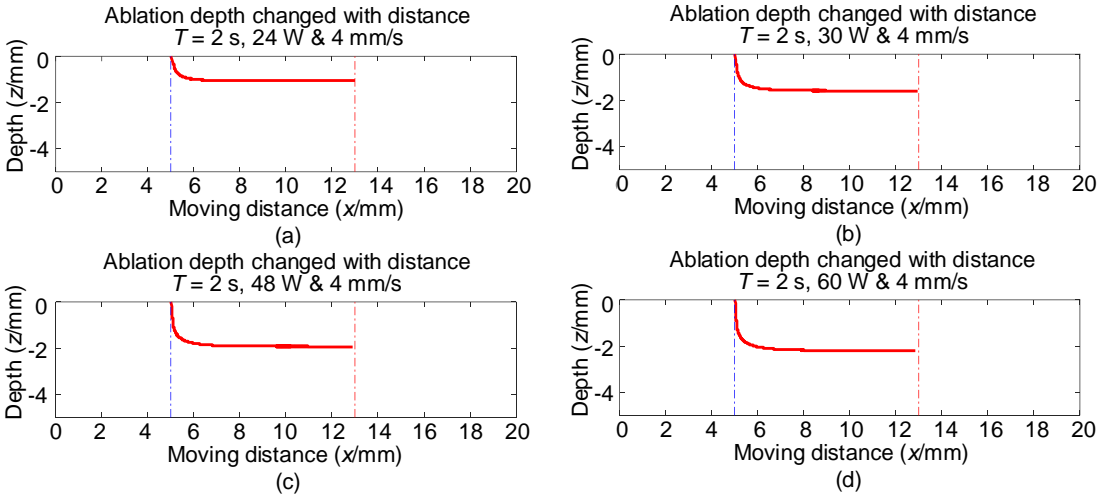 Ablation depth changed with distance
T = 2 s, 24 W & 4 mm/s
0
-2
-4
Depth (z/mm)
0 2 4 6 8 10 12 14 16 18 20
Moving distance (x/mm)
(a)
Ablation depth changed with distance
T = 2 s, 30 W & 4 mm/s
0
-2
-4
Depth (z/mm)
0 2 4 6 8 10 12 14 16 18 20
Moving distance (x/mm)
(b)
Ablation depth changed with distance
T = 2 s, 48 W & 4 mm/s
0
-2
-4
Depth (z/mm)
0 2 4 6 8 10 12 14 16 18 20
Moving distance (x/mm)
(c)
Ablation depth changed with distance
T = 2 s, 60 W & 4 mm/s
0
-2
-4
Depth (z/mm)
0 2 4 6 8 10 12 14 16 18 20
Moving distance (x/mm)
(d)